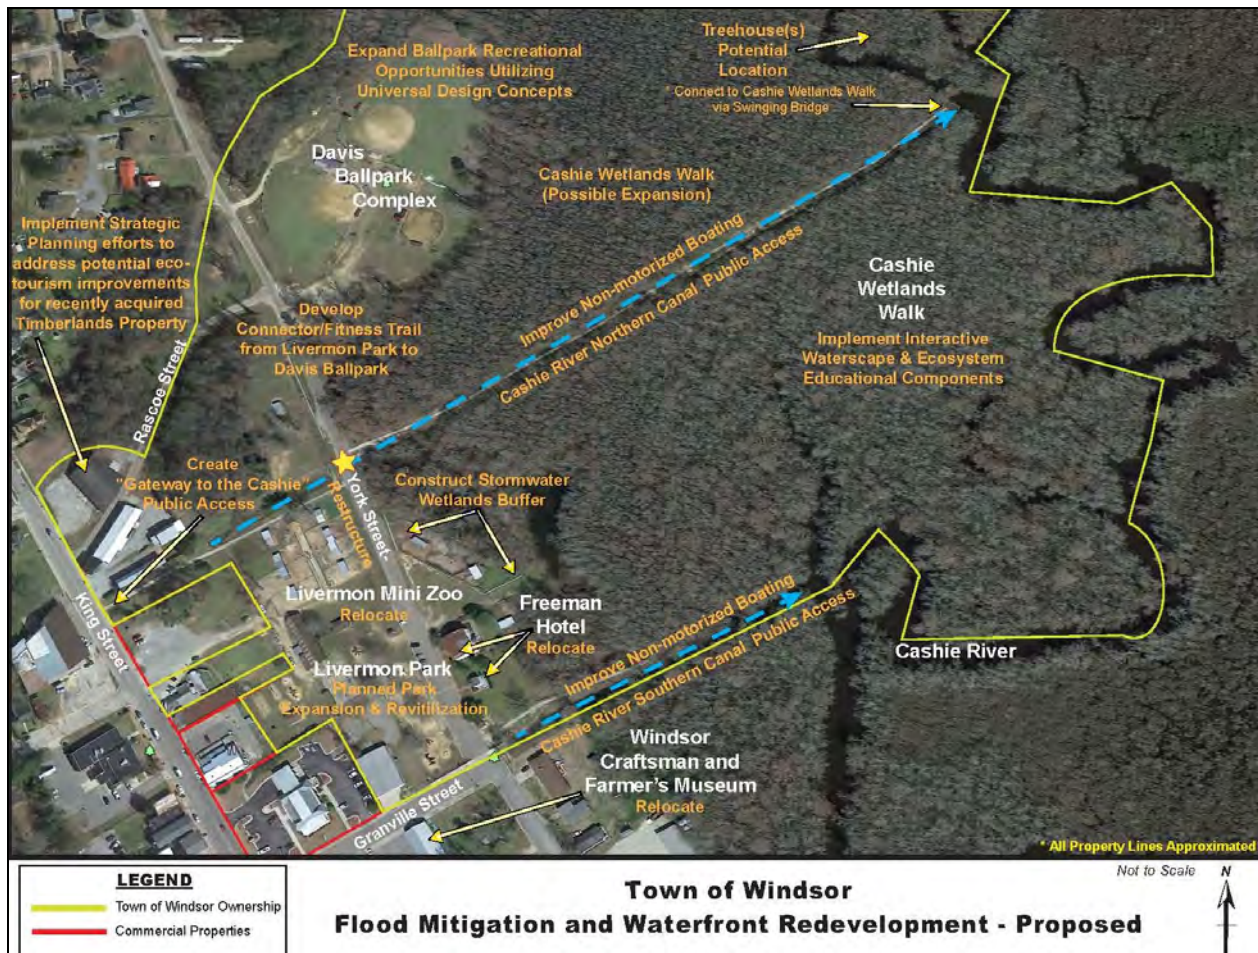 Expand Ballpark Recreational
Opportunities Utilizing
Universal Design Concepts
Treehouse(s)
Potential
Location
* Connect to Cashie Wetlands Walk
via Swinging Bridge
Davis
Ballpark
Complex
Cashie Wetlands Walk
(Possible Expansion)
Implement Strategic
Planning efforts to
address potential eco-
tourism improvements
for recently acquired
Timberlands Property
Rascoe Street
Develop
Connector/Fitness Trail
from Livermon Park to
Davis Ballpark
Improve Non-motorized Boating
Cashie River Northern Canal Public Access
Cashie
Wetlands
Walk
Implement Interactive
Waterscape & Ecosystem
Educational Components
Create
"Gateway to the Cashie"
Public Access
York Street-
Restructure
Construct Stormwater
Wetlands Buffer
King Street
Livermon Mini Zoo
Relocate
Freeman
Hotel
Relocate
Livermon Park
Planned Park
Expansion & Revitilization
Improve Non-motorized Boating
Cashie River Southern Canal Public Access
Cashie River
Windsor
Craftsman and
Farmer's Museum
Relocate
Granville Street
* All Property Lines Approximated
LEGEND
Town of Windsor Ownership
Commercial Properties
Town of Windsor
Flood Mitigation and Waterfront Redevelopment - Proposed
Not to Scale
N